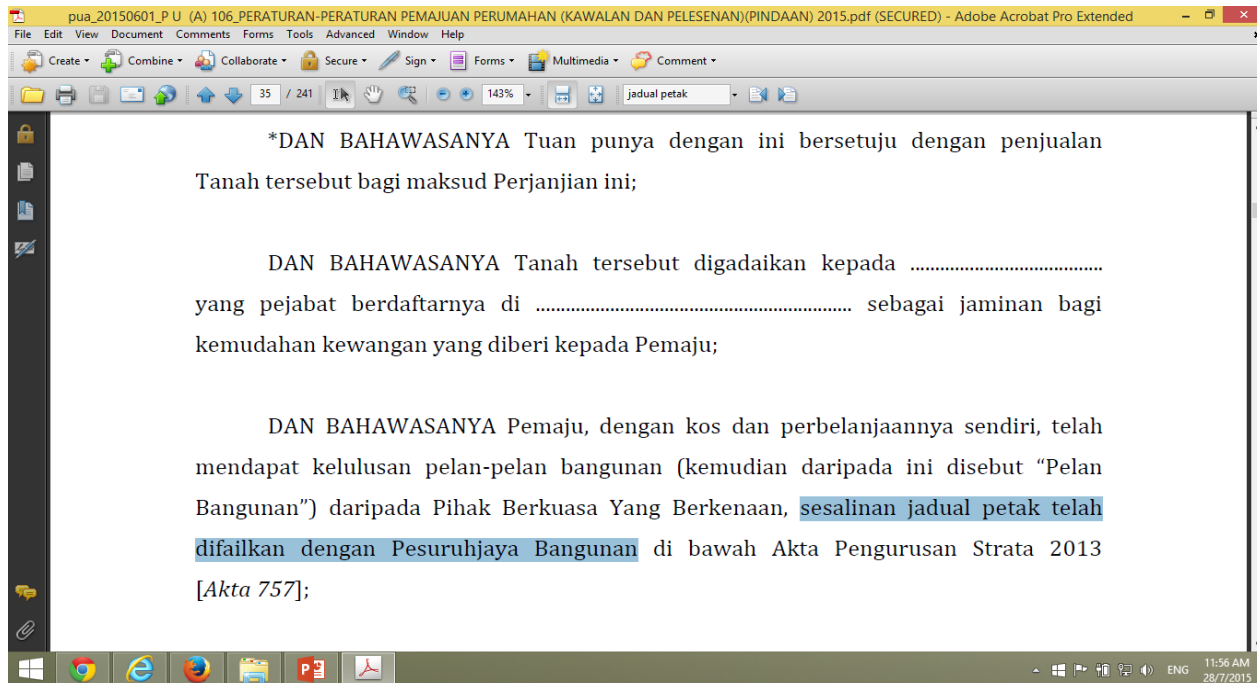 pua_20150601_P U (A) 106_PERATURAN-PERATURAN PEMAJUAN PERUMAHAN (KAWALAN DAN PELESENAN)(PINDAAN) 2015.pdf (SECURED) - Adobe Acrobat Pro Extended
File Edit View Document Comments Forms Tools Advanced Window Help
Create Combine Collaborate Secure Sign Forms Multimedia Comment
35 / 241 143% jadual petak
*DAN BAHAWASANYA Tuan punya dengan ini bersetuju dengan penjualan
Tanah tersebut bagi maksud Perjanjian ini;
DAN BAHAWASANYA Tanah tersebut digadaikan kepada .......................................
yang pejabat berdaftarnya di ................................................................ sebagai jaminan bagi
kemudahan kewangan yang diberi kepada Pemaju;
DAN BAHAWASANYA Pemaju, dengan kos dan perbelanjaannya sendiri, telah
mendapat kelulusan pelan-pelan bangunan (kemudian daripada ini disebut “Pelan
Bangunan”) daripada Pihak Berkuasa Yang Berkenaan, sesalinan jadual petak telah
difailkan dengan Pesuruhjaya Bangunan di bawah Akta Pengurusan Strata 2013
[Akta 757];
ENG 11:56 AM
28/7/2015